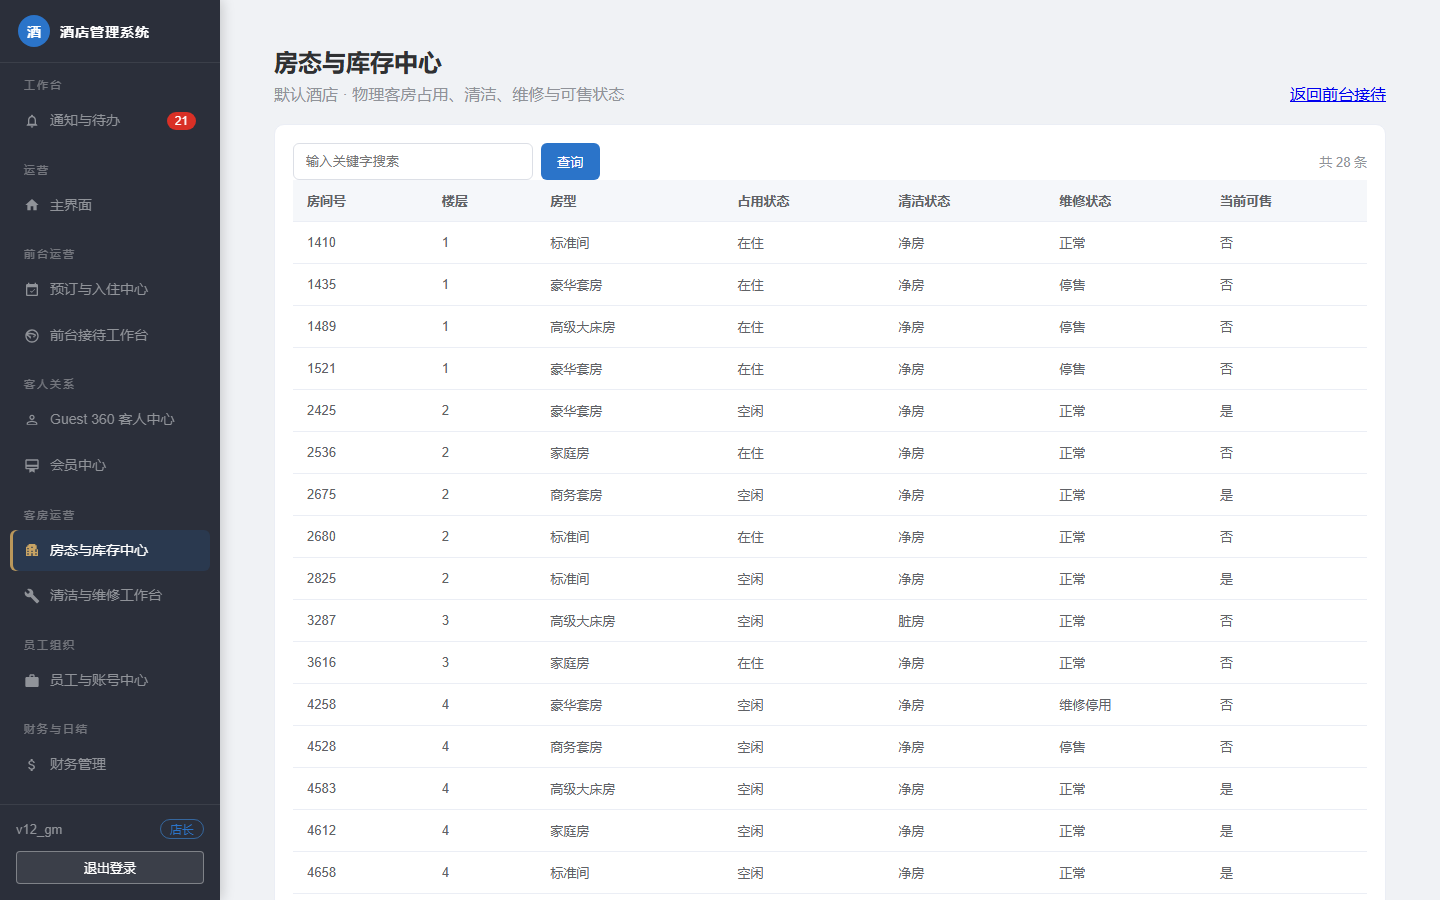 酒 酒店管理系统
工作台
通知与待办 21
运营
主界面
前台运营
预订与入住中心
前台接待工作台
客人关系
Guest 360 客人中心
会员中心
客房运营
房态与库存中心
清洁与维修工作台
员工组织
员工与账号中心
财务与日结
财务管理
v12_gm 店长
退出登录
房态与库存中心
默认酒店 · 物理客房占用、清洁、维修与可售状态
返回前台接待
输入关键字搜索 查询 共 28 条
房间号 楼层 房型 占用状态 清洁状态 维修状态 当前可售
1410 1 标准间 在住 净房 正常 否
1435 1 豪华套房 在住 净房 停售 否
1489 1 高级大床房 在住 净房 停售 否
1521 1 豪华套房 在住 净房 停售 否
2425 2 豪华套房 空闲 净房 正常 是
2536 2 家庭房 在住 净房 正常 否
2675 2 商务套房 空闲 净房 正常 是
2680 2 标准间 在住 净房 正常 否
2825 2 标准间 空闲 净房 正常 是
3287 3 高级大床房 空闲 脏房 正常 否
3616 3 家庭房 在住 净房 正常 否
4258 4 豪华套房 空闲 净房 维修停用 否
4528 4 商务套房 空闲 净房 停售 否
4583 4 高级大床房 空闲 净房 正常 是
4612 4 家庭房 空闲 净房 正常 是
4658 4 标准间 空闲 净房 正常 是